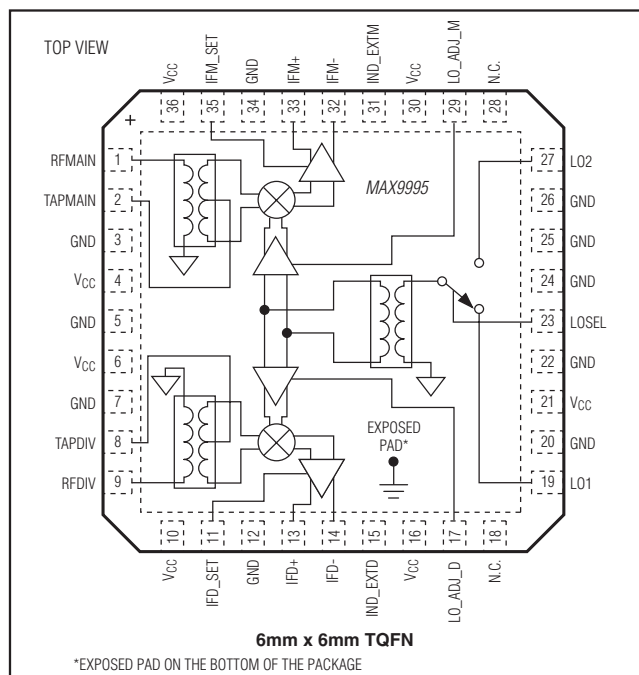 TOP VIEW
VCC
IFM_SET
GND
IFM+
IFM-
IND_EXTM
VCC
LO_ADJ_M
N.C.
36
35
34
33
32
31
30
29
28
+
MAX9995
RFMAIN 1
TAPMAIN 2
GND 3
VCC 4
GND 5
VCC 6
GND 7
TAPDIV 8
RFDIV 9
27 LO2
26 GND
25 GND
24 GND
23 LOSEL
22 GND
21 VCC
20 GND
19 LO1
EXPOSED
PAD*
10
11
12
13
14
15
16
17
18
VCC
IFD_SET
GND
IFD+
IFD-
IND_EXTD
VCC
LO_ADJ_D
N.C.
6mm x 6mm TQFN
*EXPOSED PAD ON THE BOTTOM OF THE PACKAGE